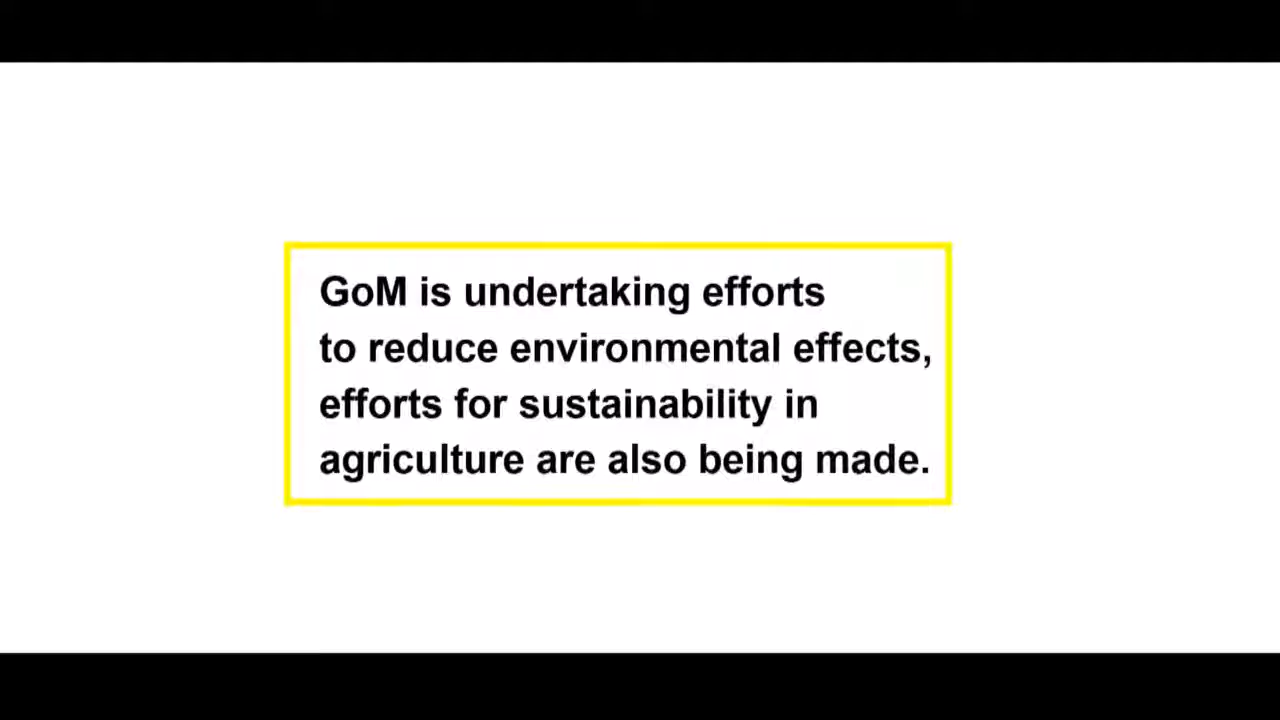 GoM is undertaking efforts
to reduce environmental effects,
efforts for sustainability in
agriculture are also being made.